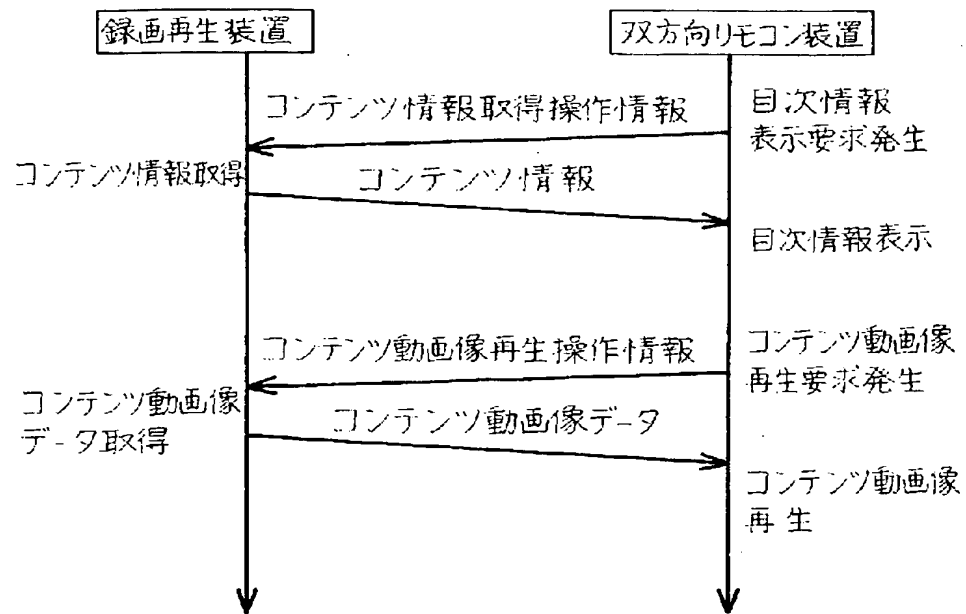 録画再生装置
双方向リモコン装置
コンテンツ情報取得操作情報
目次情報
表示要求発生
コンテンツ情報取得
コンテンツ情報
目次情報表示
コンテンツ動画像再生操作情報
コンテンツ動画像
再生要求発生
コンテンツ動画像
データ取得
コンテンツ動画像データ
コンテンツ動画像
再生